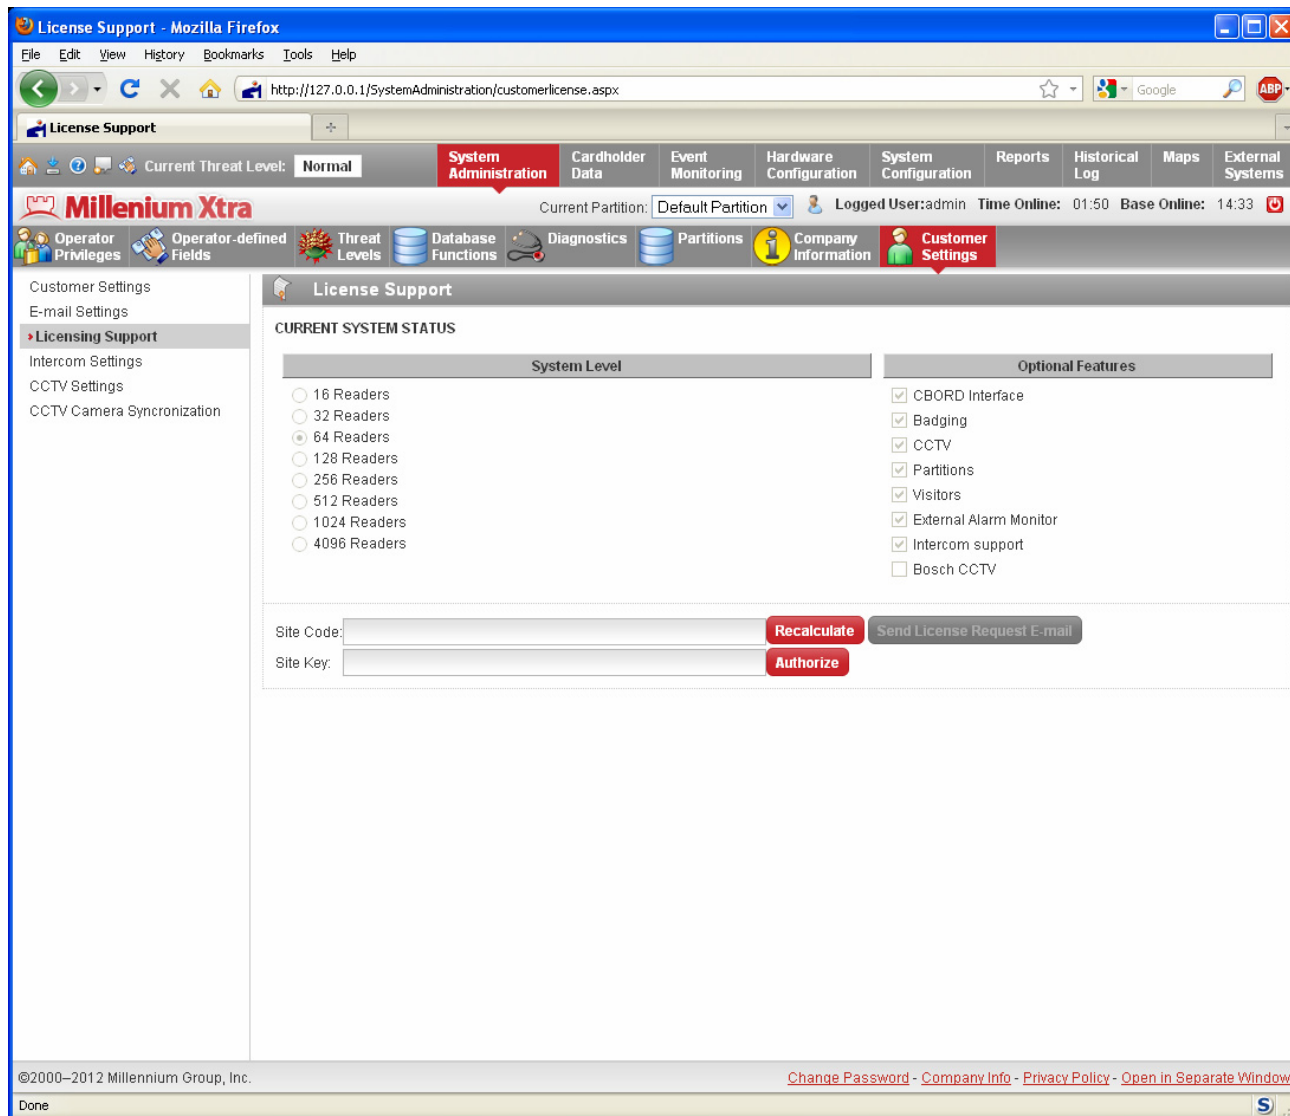 License Support - Mozilla Firefox
File Edit View History Bookmarks Tools Help
http://127.0.0.1/SystemAdministration/customerlicense.aspx Google ABP
License Support
Current Threat Level: Normal System Administration Cardholder Data Event Monitoring Hardware Configuration System Configuration Reports Historical Log Maps External Systems
Millenium Xtra Current Partition: Default Partition Logged User:admin Time Online: 01:50 Base Online: 14:33
Operator Privileges Operator-defined Fields Threat Levels Database Functions Diagnostics Partitions Company Information Customer Settings
Customer Settings
E-mail Settings
Licensing Support
Intercom Settings
CCTV Settings
CCTV Camera Syncronization
License Support
CURRENT SYSTEM STATUS
System Level
16 Readers
32 Readers
64 Readers
128 Readers
256 Readers
512 Readers
1024 Readers
4096 Readers
Optional Features
CBORD Interface
Badging
CCTV
Partitions
Visitors
External Alarm Monitor
Intercom support
Bosch CCTV
Site Code: Recalculate Send License Request E-mail
Site Key: Authorize
©2000–2012 Millennium Group, Inc. Change Password - Company Info - Privacy Policy - Open in Separate Window
Done S